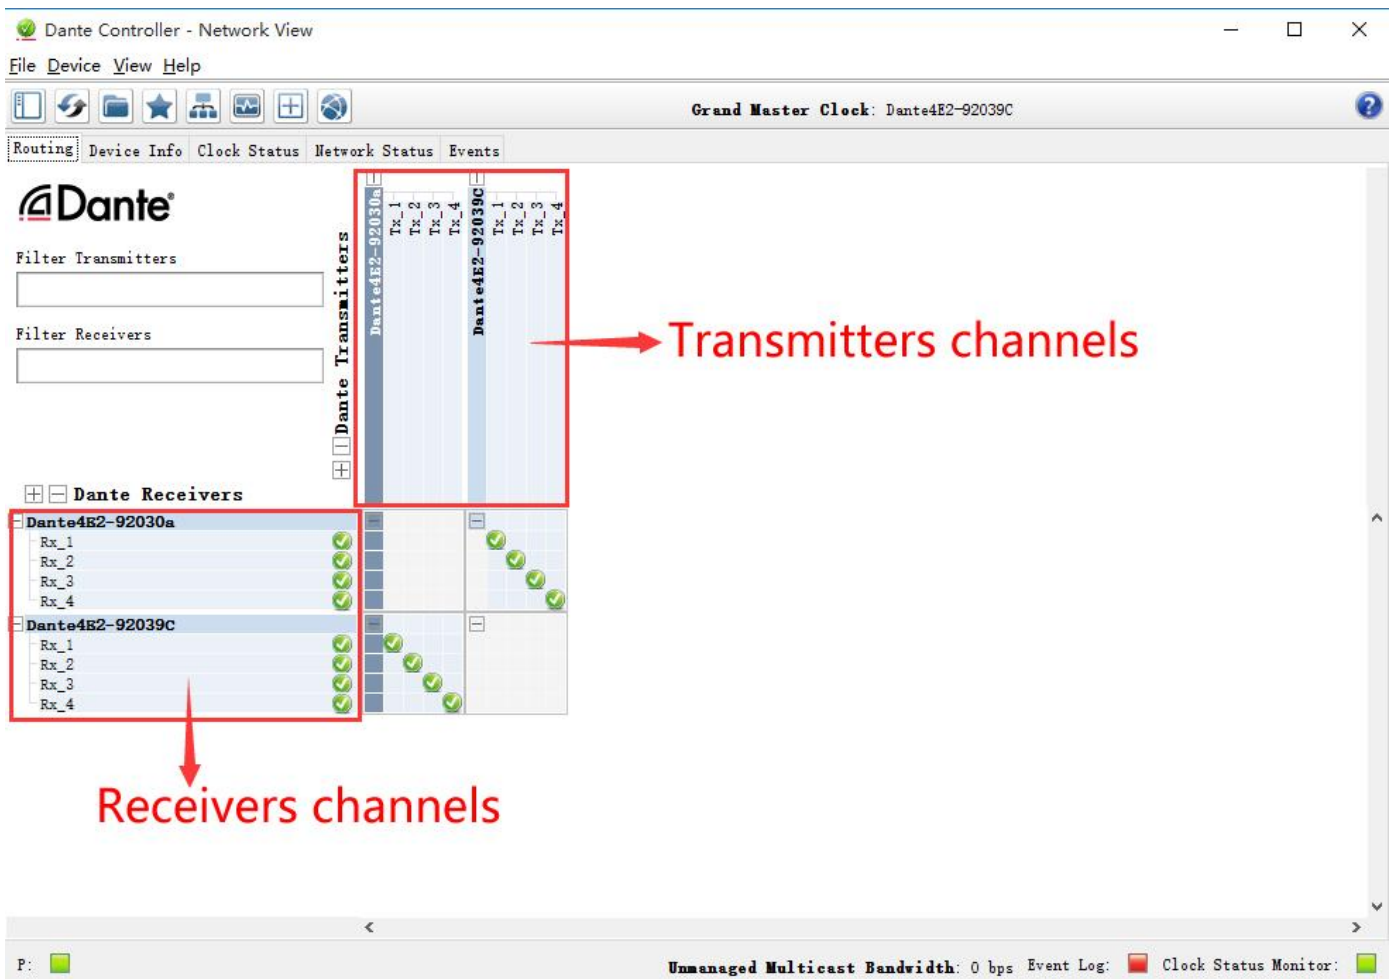 Dante Controller - Network View
File Device View Help
Grand Master Clock: Dante4E2-92039C
Routing Device Info Clock Status Network Status Events
Dante
Filter Transmitters
Filter Receivers
Dante Transmitters
Dante4E2-92030a
Tx_1
Tx_2
Tx_3
Tx_4
Dante4E2-92039C
Tx_1
Tx_2
Tx_3
Tx_4
Transmitters channels
Dante Receivers
Dante4E2-92030a
Rx_1
Rx_2
Rx_3
Rx_4
Dante4E2-92039C
Rx_1
Rx_2
Rx_3
Rx_4
Receivers channels
P:
Unmanaged Multicast Bandwidth: 0 bps Event Log: Clock Status Monitor: